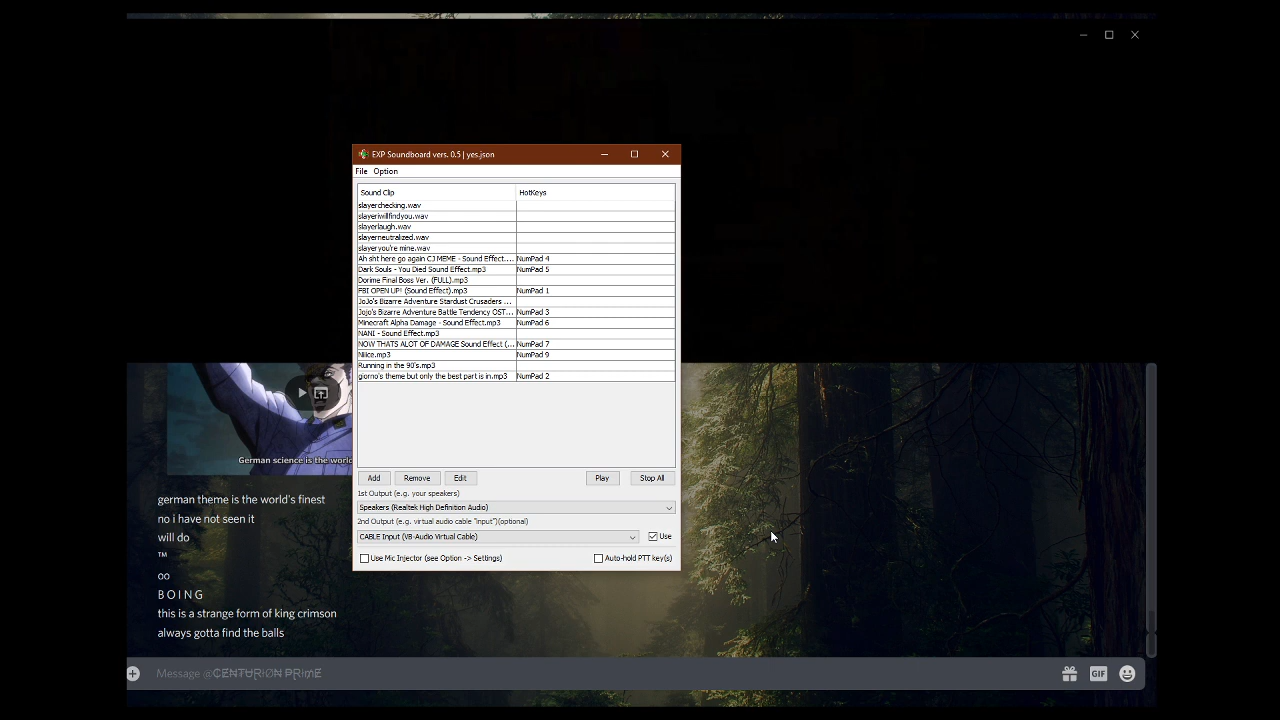 EXP Soundboard vers. 0.5 | yes.json
File Option
Sound Clip HotKeys
slayerchecking.wav
slayeriwillfindyou.wav
slayerlaugh.wav
slayerneutralized.wav
slayeryou're mine.wav
Ah sht here go again CJ MEME - Sound Effect.... NumPad 4
Dark Souls - You Died Sound Effect.mp3 NumPad 5
Dorime Final Boss Ver. (FULL).mp3
FBI OPEN UP! (Sound Effect).mp3 NumPad 1
JoJo's Bizarre Adventure Stardust Crusaders ...
Jojo's Bizarre Adventure Battle Tendency OST... NumPad 3
Minecraft Alpha Damage - Sound Effect.mp3 NumPad 6
NANI - Sound Effect.mp3
NOW THATS ALOT OF DAMAGE Sound Effect (... NumPad 7
Niiice.mp3 NumPad 9
Running in the 90's.mp3
giorno's theme but only the best part is in.mp3 NumPad 2
Add Remove Edit Play Stop All
1st Output (e.g. your speakers)
Speakers (Realtek High Definition Audio)
2nd Output (e.g. virtual audio cable "input")(optional)
CABLE Input (VB-Audio Virtual Cable) Use
Use Mic Injector (see Option -> Settings) Auto-hold PTT key(s)
German science is the world
german theme is the world's finest
no i have not seen it
will do
™
oo
B O I N G
this is a strange form of king crimson
always gotta find the balls
Message @CENTURION PRIME
GIF